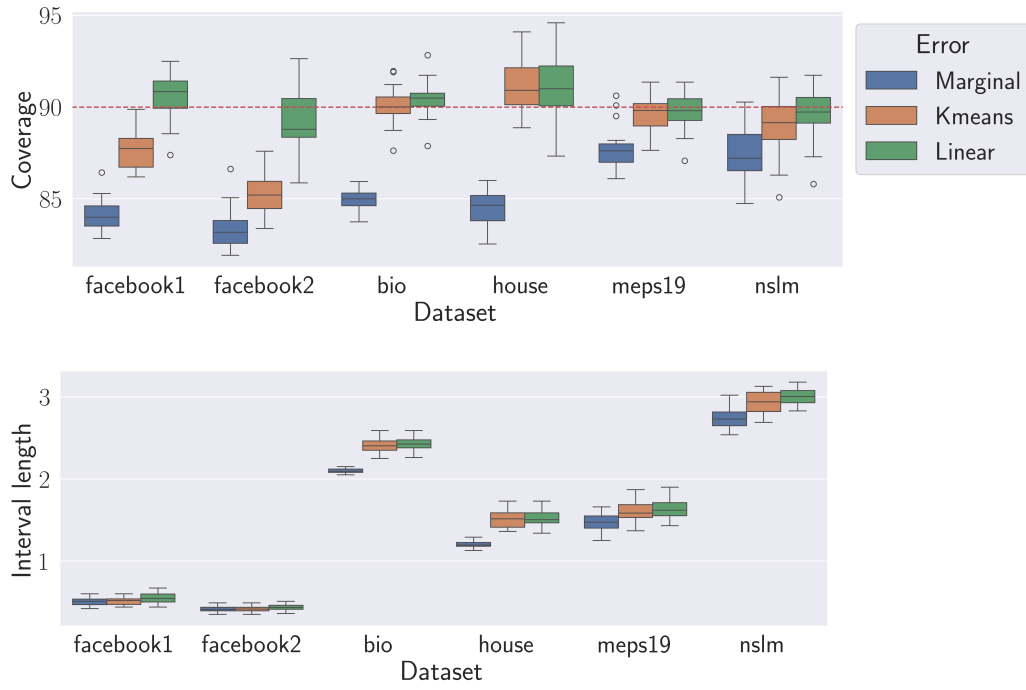 95
90
85
Coverage
facebook1 facebook2 bio house meps19 nslm
Dataset
Error
Marginal
Kmeans
Linear
3
2
1
Interval length
facebook1 facebook2 bio house meps19 nslm
Dataset